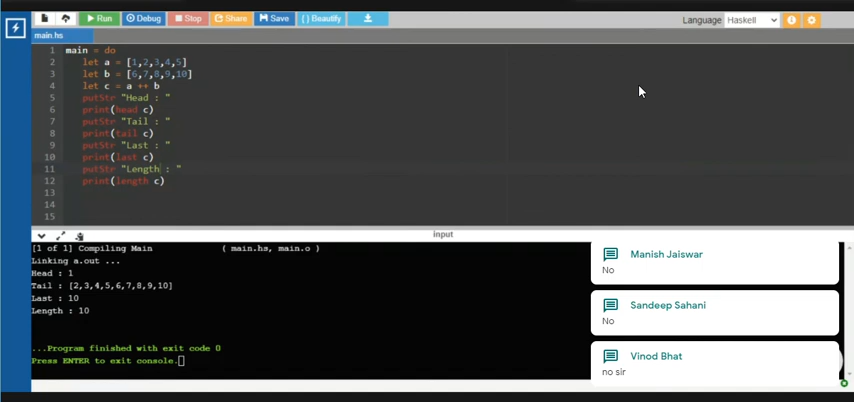 Run Debug Stop Share Save { } Beautify
Language Haskell
main.hs
1 main = do
2 let a = [1,2,3,4,5]
3 let b = [6,7,8,9,10]
4 let c = a ++ b
5 putStr "Head : "
6 print(head c)
7 putStr "Tail : "
8 print(tail c)
9 putStr "Last : "
10 print(last c)
11 putStr "Length : "
12 print(length c)
13
14
15
input
[1 of 1] Compiling Main ( main.hs, main.o )
Linking a.out ...
Head : 1
Tail : [2,3,4,5,6,7,8,9,10]
Last : 10
Length : 10
...Program finished with exit code 0
Press ENTER to exit console.
Manish Jaiswar
No
Sandeep Sahani
No
Vinod Bhat
no sir